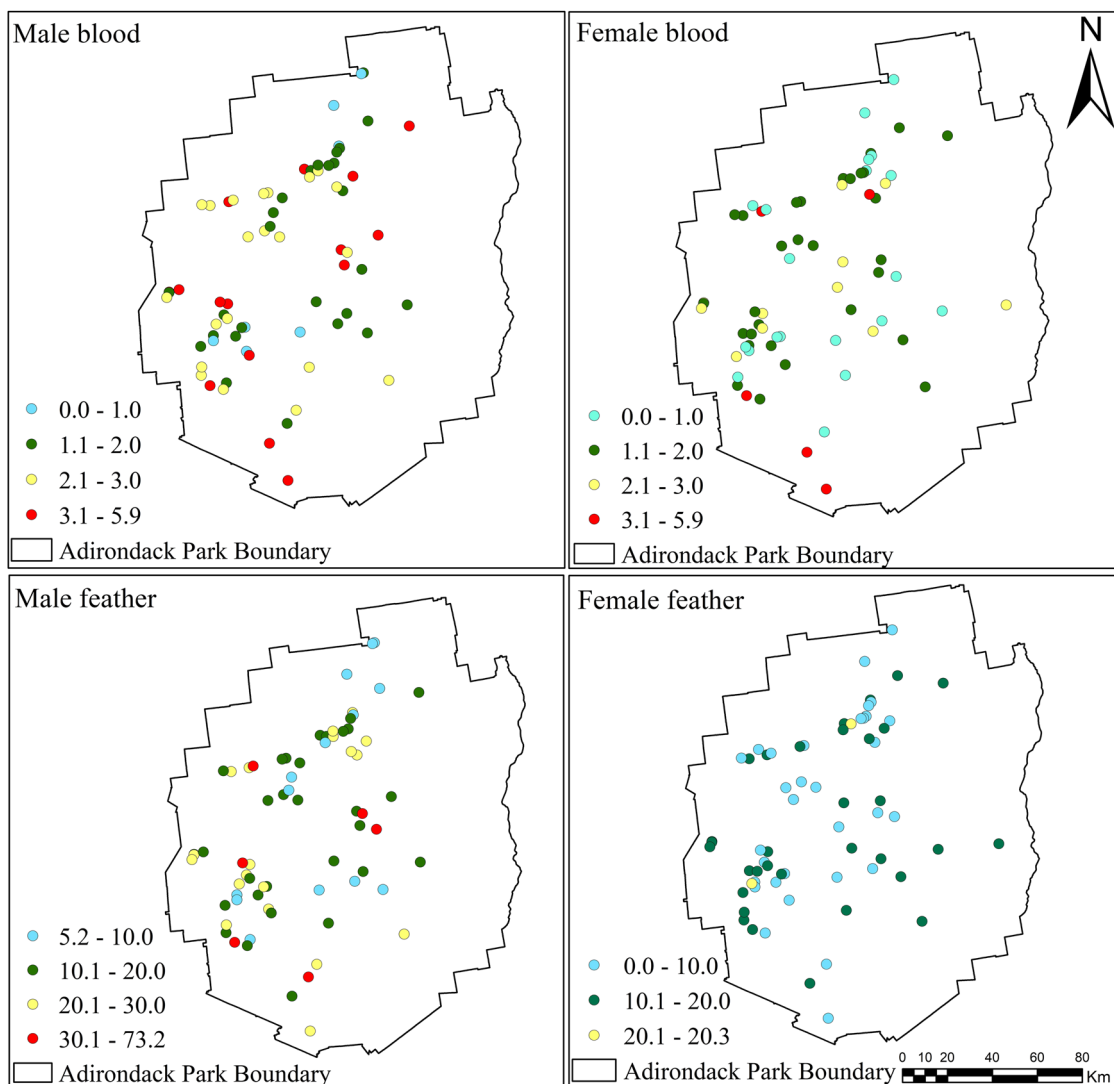 Male blood
0.0 - 1.0
1.1 - 2.0
2.1 - 3.0
3.1 - 5.9
Adirondack Park Boundary
Female blood
N
0.0 - 1.0
1.1 - 2.0
2.1 - 3.0
3.1 - 5.9
Adirondack Park Boundary
Male feather
5.2 - 10.0
10.1 - 20.0
20.1 - 30.0
30.1 - 73.2
Adirondack Park Boundary
Female feather
0.0 - 10.0
10.1 - 20.0
20.1 - 20.3
Adirondack Park Boundary
0 10 20 40 60 80
Km